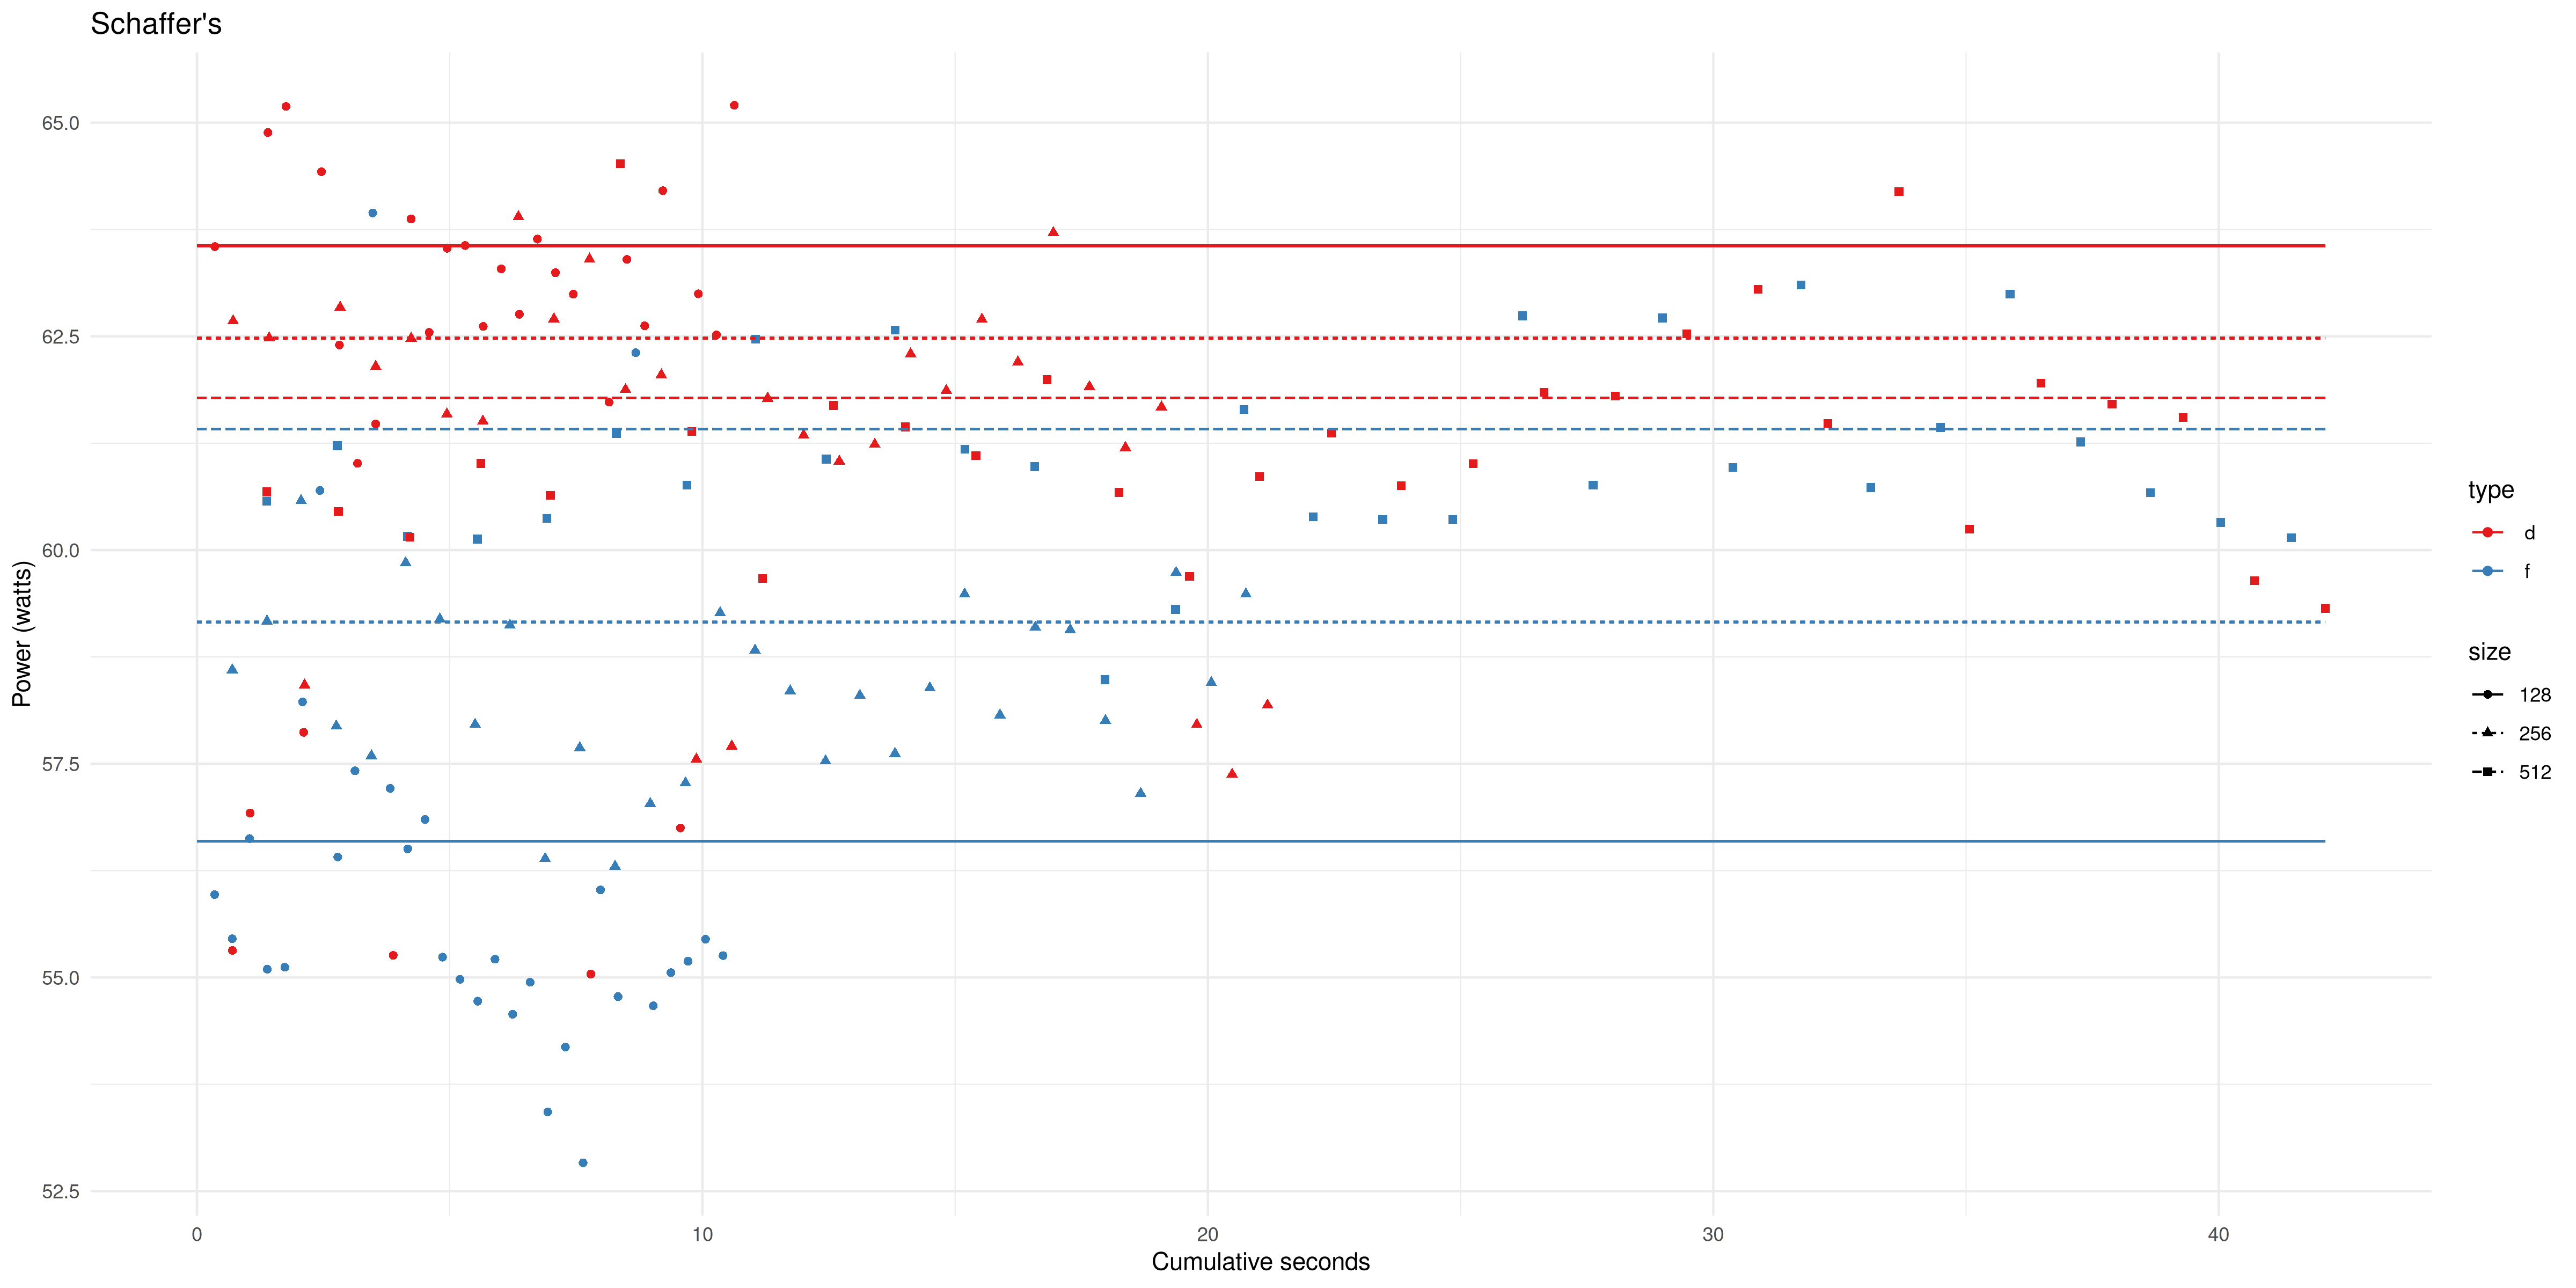 Schaffer's
Power (watts)
65.0
62.5
60.0
57.5
55.0
52.5
0 10 20 30 40
Cumulative seconds
type
d
f
size
128
256
512